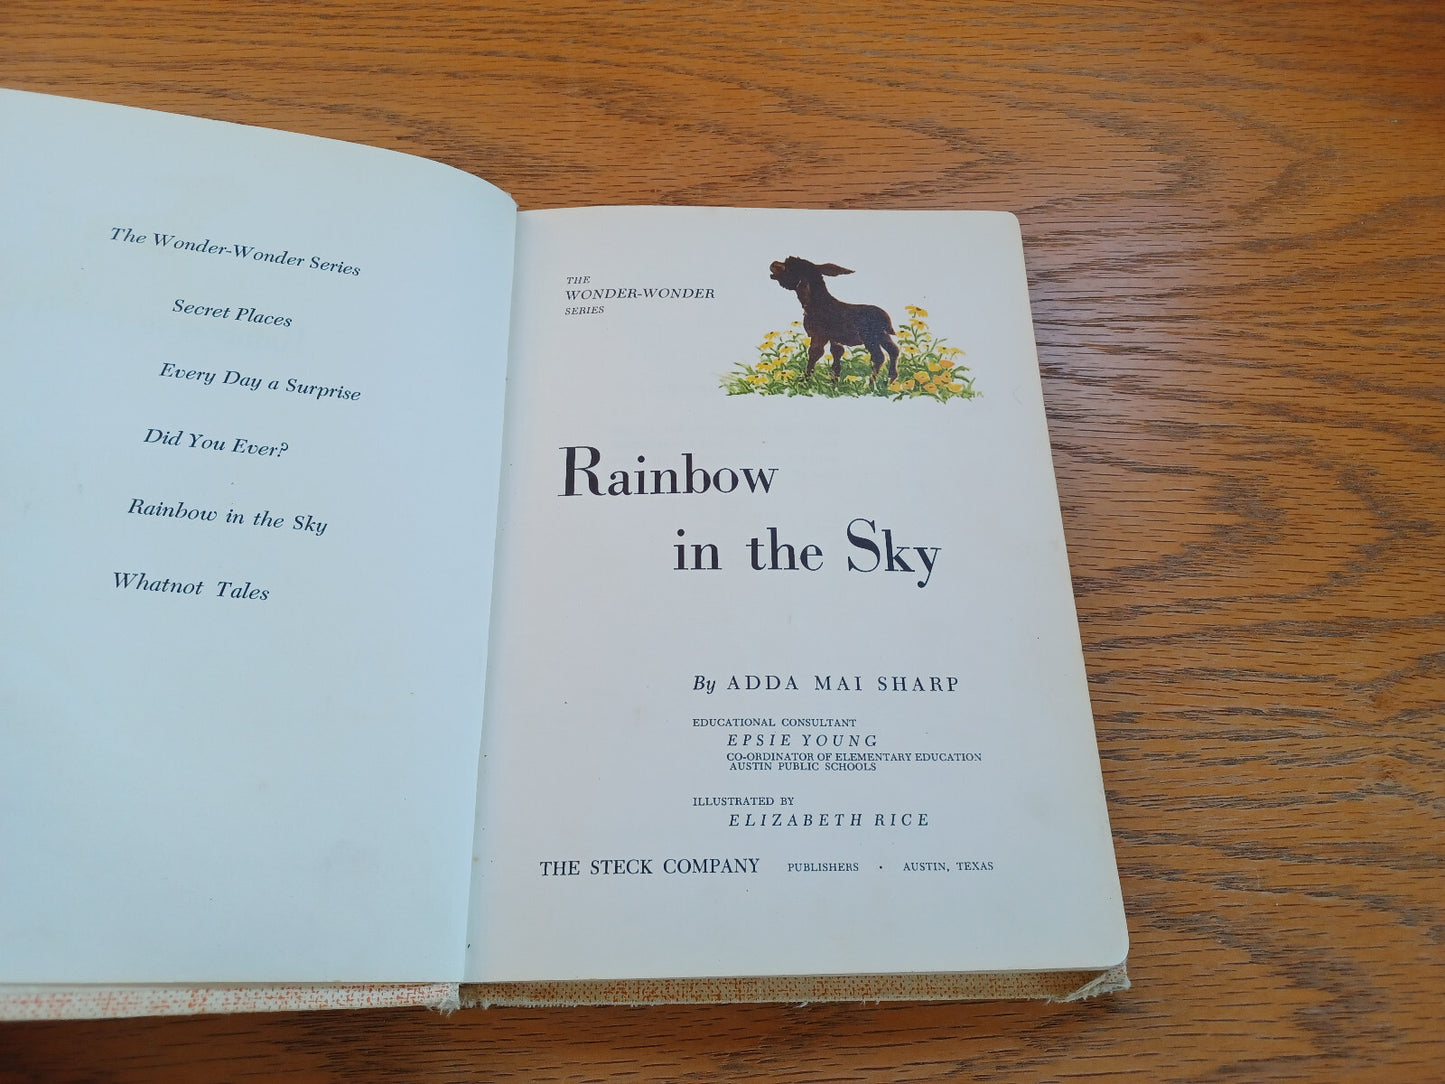 The Wonder-Wonder Series
Secret Places
Every Day a Surprise
Did You Ever?
Rainbow in the Sky
Whatnot Tales
THE
WONDER-WONDER
SERIES
Rainbow
in the Sky
By ADDA MAI SHARP
EDUCATIONAL CONSULTANT
EPSIE YOUNG
CO-ORDINATOR OF ELEMENTARY EDUCATION
AUSTIN PUBLIC SCHOOLS
ILLUSTRATED BY
ELIZABETH RICE
THE STECK COMPANY PUBLISHERS · AUSTIN, TEXAS